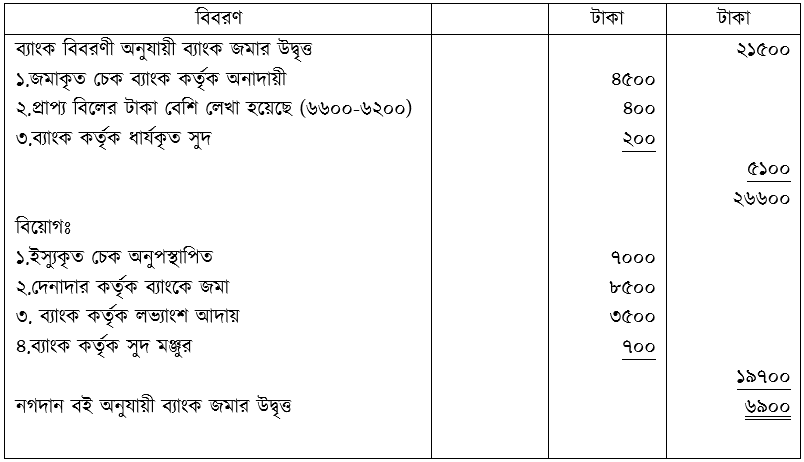 বিবরণ টাকা টাকা
ব্যাংক বিবরণী অনুযায়ী ব্যাংক জমার উদ্বৃত্ত ২১৫০০
১.জমাকৃত চেক ব্যাংক কর্তৃক অনাদায়ী ৪৫০০
২.প্রাপ্য বিলের টাকা বেশি লেখা হয়েছে (৬৬০০-৬২০০) ৪০০
৩.ব্যাংক কর্তৃক ধার্যকৃত সুদ ২০০
৫১০০
২৬৬০০
বিয়োগঃ
১.ইস্যুকৃত চেক অনুপস্থাপিত ৭০০০
২.দেনাদার কর্তৃক ব্যাংকে জমা ৮৫০০
৩. ব্যাংক কর্তৃক লভ্যাংশ আদায় ৩৫০০
৪.ব্যাংক কর্তৃক সুদ মঞ্জুর ৭০০
১৯৭০০
নগদান বই অনুযায়ী ব্যাংক জমার উদ্বৃত্ত ৬৯০০